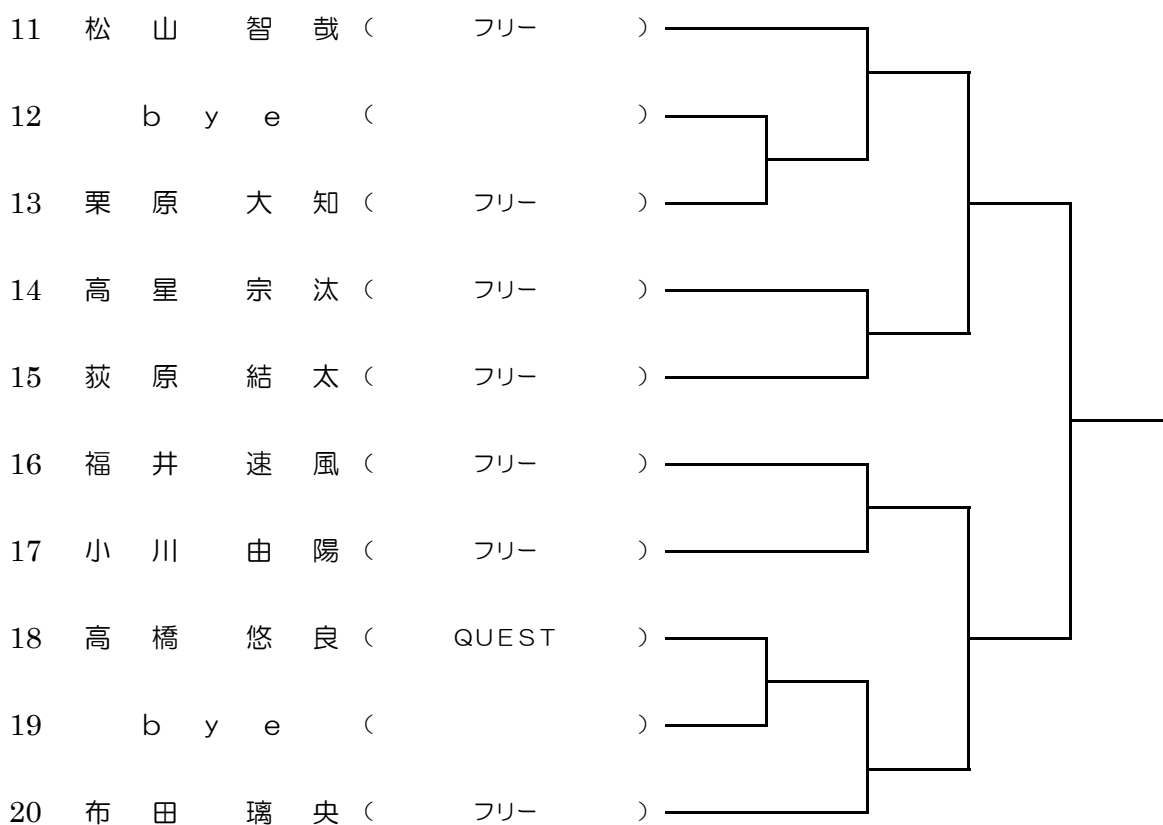 11 松 山 智 哉 ( フリー )
12 b y e ( )
13 栗 原 大 知 ( フリー )
14 高 星 宗 汰 ( フリー )
15 荻 原 結 太 ( フリー )
16 福 井 速 風 ( フリー )
17 小 川 由 陽 ( フリー )
18 高 橋 悠 良 ( QUEST )
19 b y e ( )
20 布 田 璃 央 ( フリー )